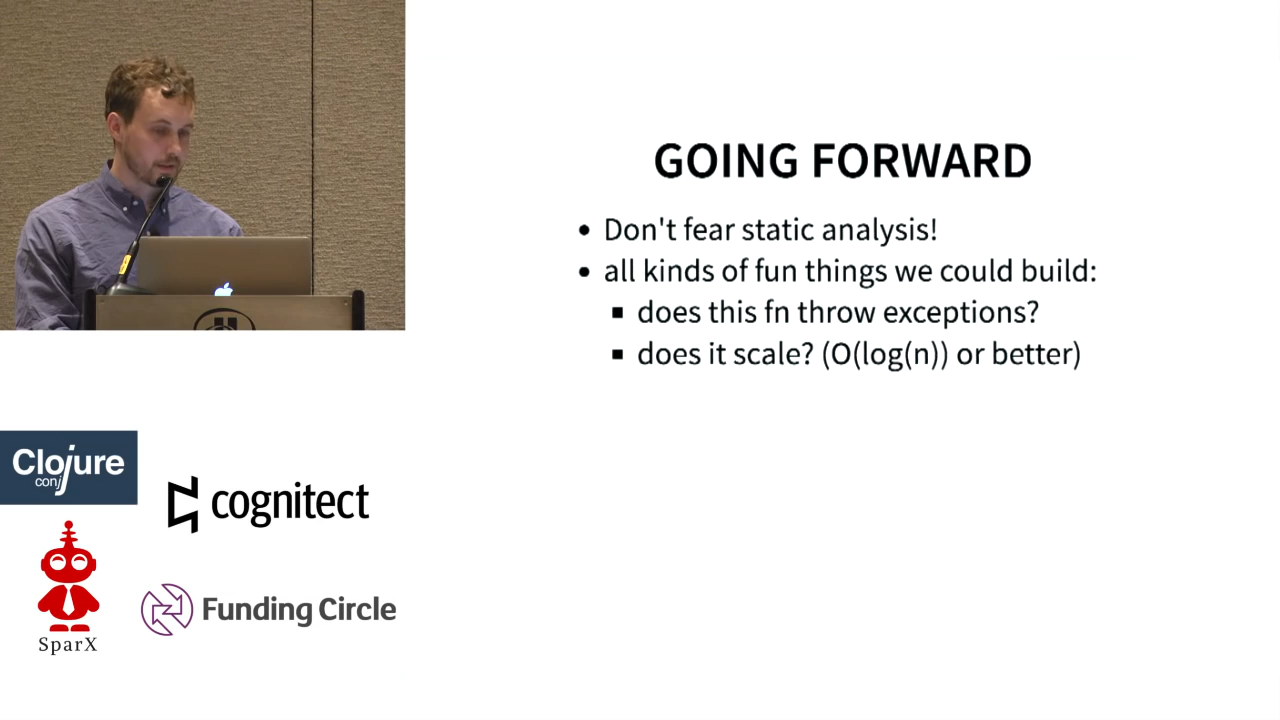 GOING FORWARD
• Don't fear static analysis!
• all kinds of fun things we could build:
▪ does this fn throw exceptions?
▪ does it scale? (O(log(n)) or better)
Clojure
conj
cognitect
SparX
Funding Circle